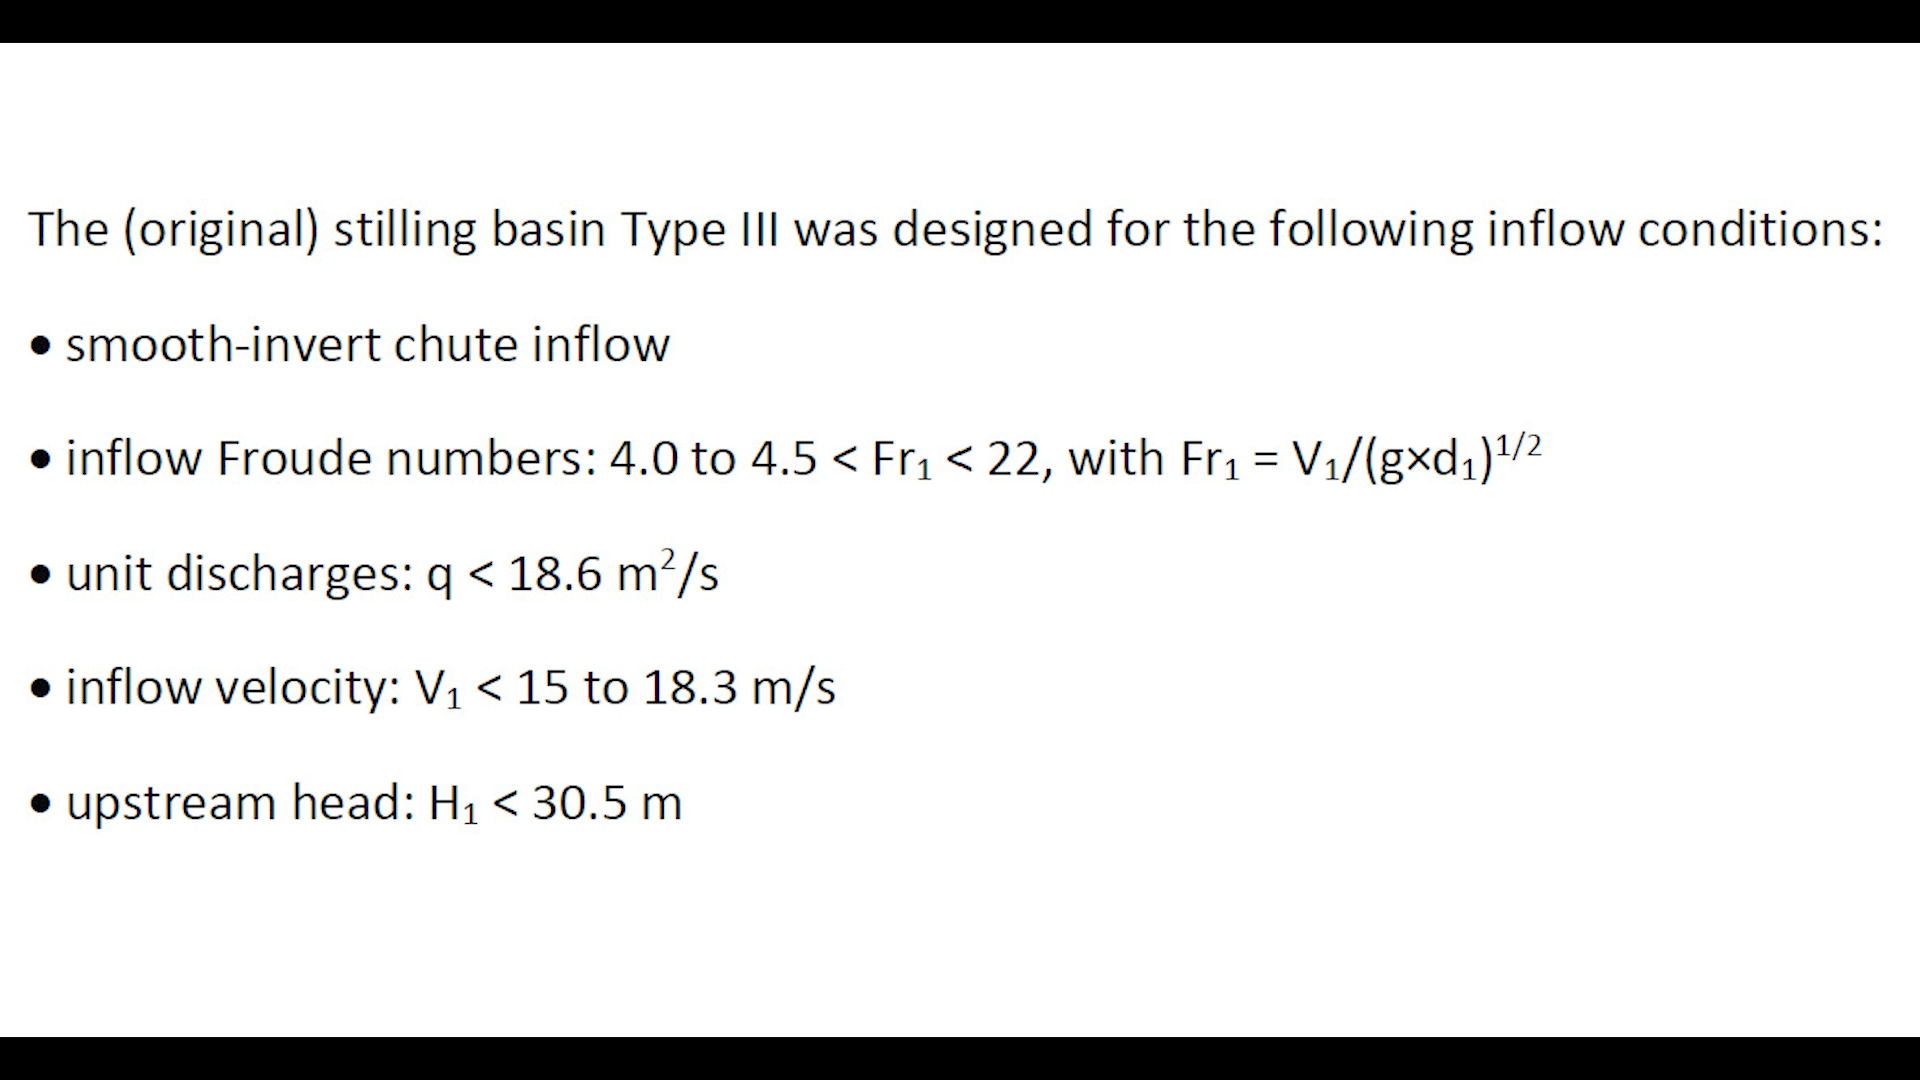 The (original) stilling basin Type III was designed for the following inflow conditions:
• smooth-invert chute inflow
• inflow Froude numbers: 4.0 to 4.5 < Fr₁ < 22, with Fr₁ = V₁/(g×d₁)¹/²
• unit discharges: q < 18.6 m²/s
• inflow velocity: V₁ < 15 to 18.3 m/s
• upstream head: H₁ < 30.5 m